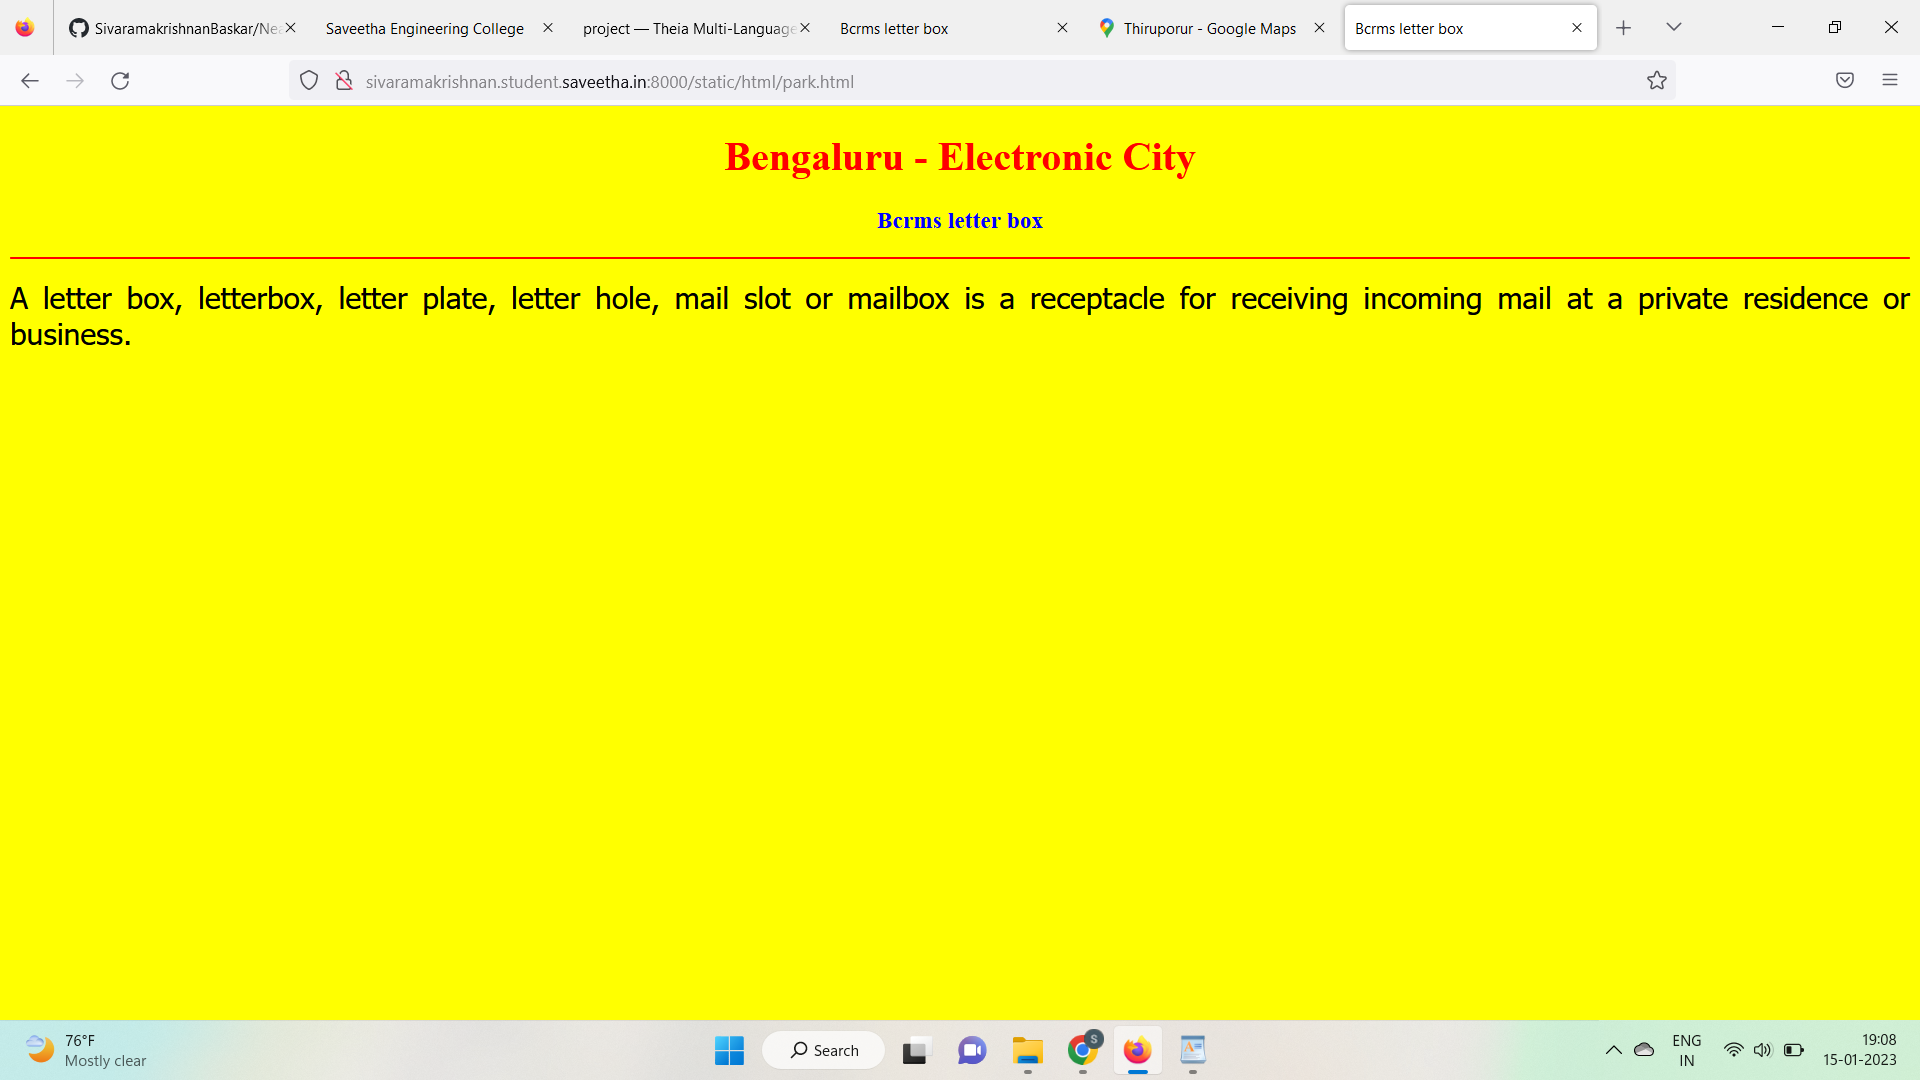 SivaramakrishnanBaskar/Nea
Saveetha Engineering College
project — Theia Multi-Language
Bcrms letter box
Thiruporur - Google Maps
Bcrms letter box
sivaramakrishnan.student.saveetha.in:8000/static/html/park.html
Bengaluru - Electronic City
Bcrms letter box
A letter box, letterbox, letter plate, letter hole, mail slot or mailbox is a receptacle for receiving incoming mail at a private residence or
business.
76°F
Mostly clear
Search
S
ENG
IN
19:08
15-01-2023